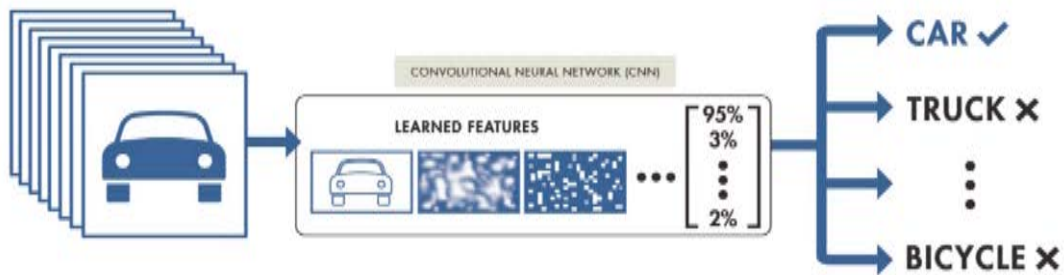 CONVOLUTIONAL NEURAL NETWORK (CNN)
LEARNED FEATURES
95%
3%
2%
CAR
TRUCK
BICYCLE